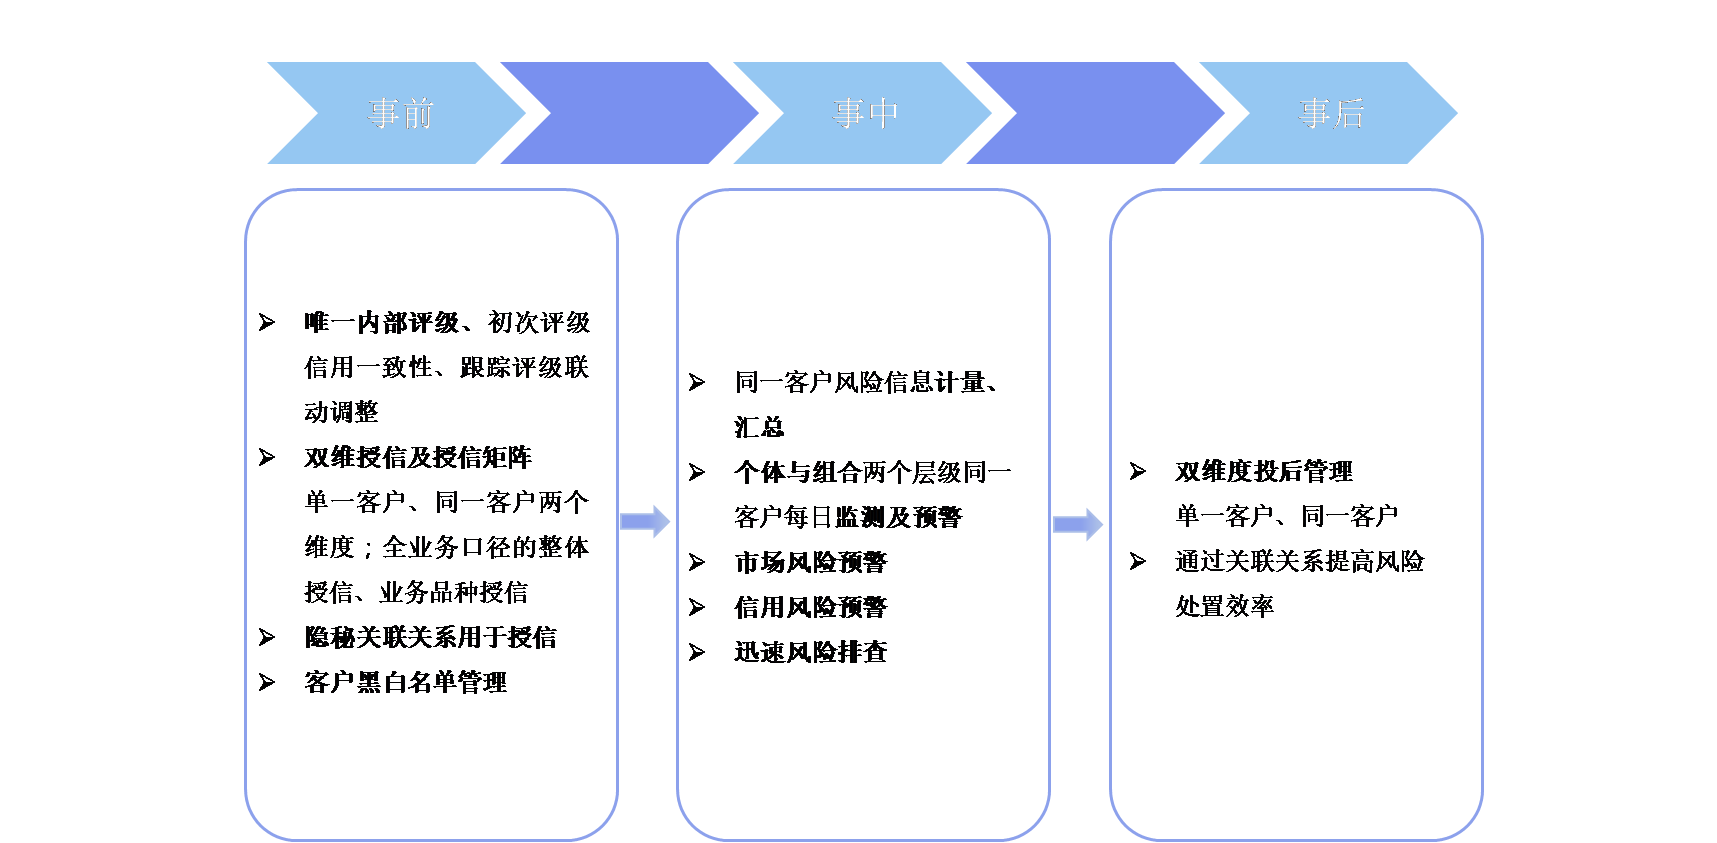 事前
事中
事后
唯一内部评级、初次评级
信用一致性、跟踪评级联
动调整
双维授信及授信矩阵
单一客户、同一客户两个
维度；全业务口径的整体
授信、业务品种授信
隐秘关联关系用于授信
客户黑白名单管理
同一客户风险信息计量、
汇总
个体与组合两个层级同一
客户每日监测及预警
市场风险预警
信用风险预警
迅速风险排查
双维度投后管理
单一客户、同一客户
通过关联关系提高风险
处置效率